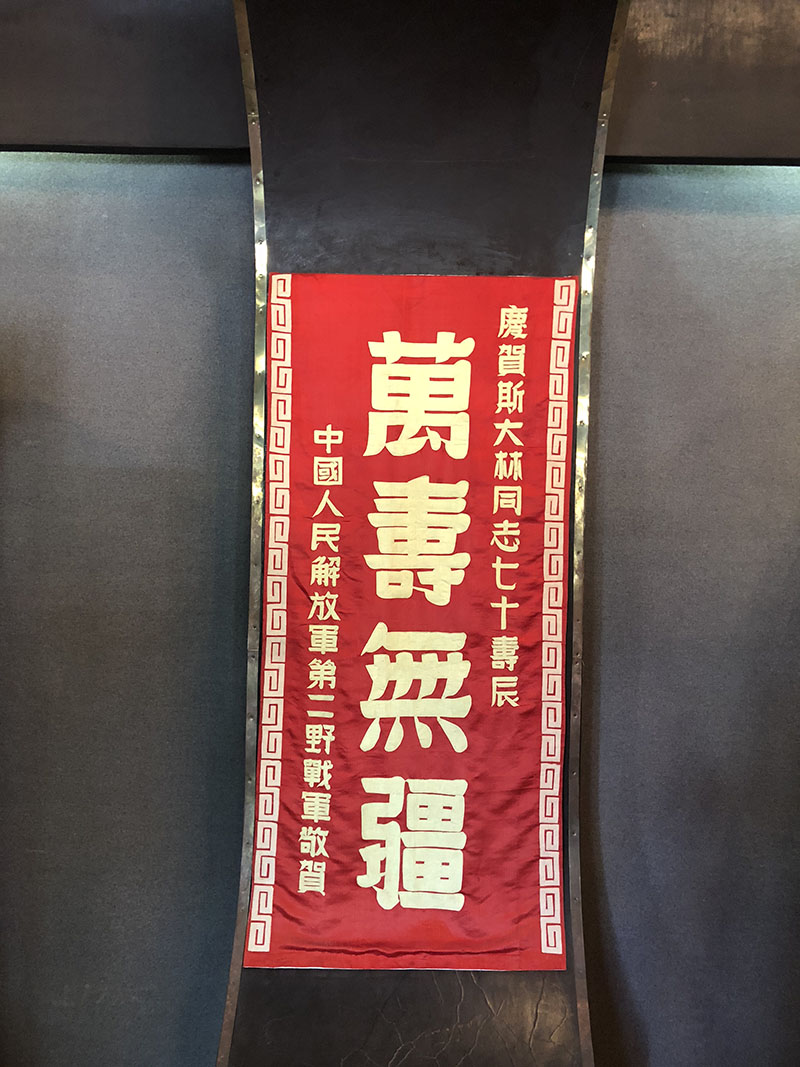 慶賀斯大林同志七十壽辰
萬壽無疆
中國人民解放軍第二野戰軍敬賀